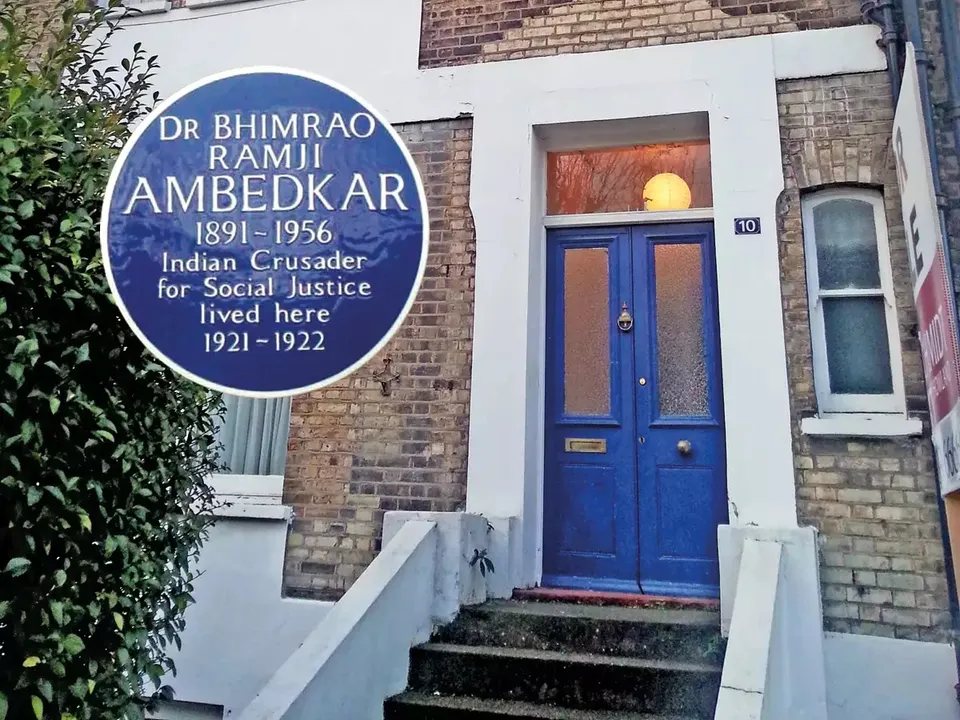 DR BHIMRAO
RAMJI
AMBEDKAR
1891~1956
Indian Crusader
for Social Justice
lived here
1921~1922
10